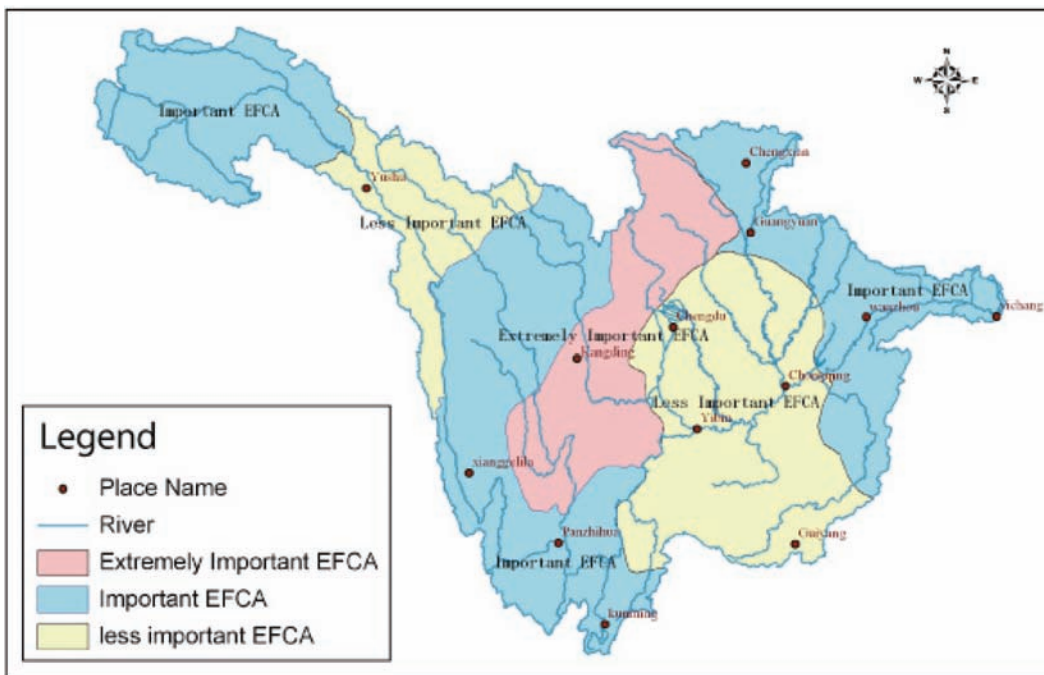 N
W E
S
Important EFCA
Chengxian
Yushu
Less Important EFCA
Guangyuan
Important EFCA
wanzhou
yichang
Chengdu
Extremely Important EFCA
Kangding
Chongqing
Less Important EFCA
Yibin
Legend
Place Name
River
Extremely Important EFCA
Important EFCA
less important EFCA
xianggelila
Panzhihua
Important EFCA
Guiyang
kunming